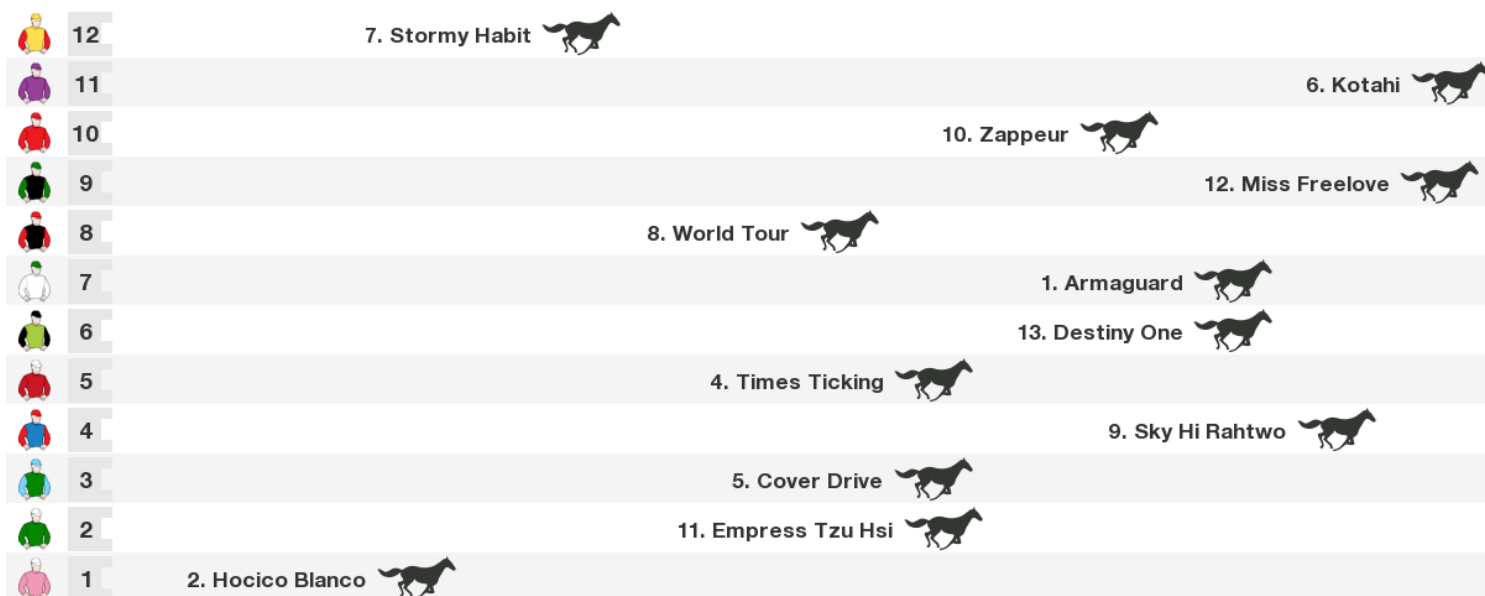 12 7. Stormy Habit
11 6. Kotahi
10 10. Zappeur
9 12. Miss Freelove
8 8. World Tour
7 1. Armaguard
6 13. Destiny One
5 4. Times Ticking
4 9. Sky Hi Rahtwo
3 5. Cover Drive
2 11. Empress Tzu Hsi
1 2. Hocico Blanco